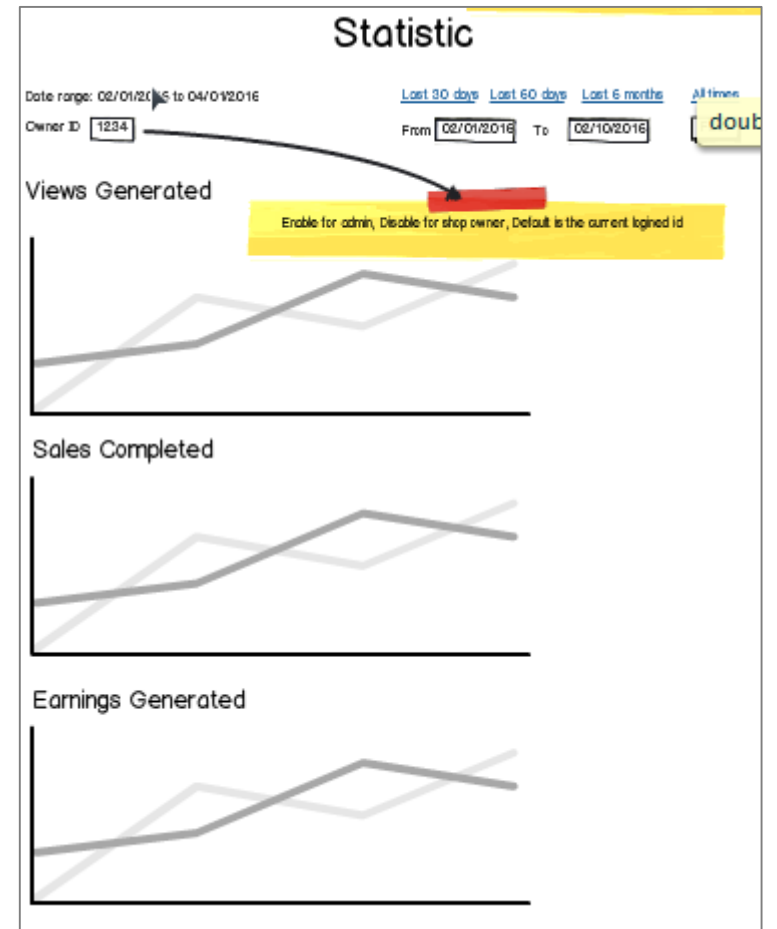 Statistic
Date range: 02/01/20 5 to 04/01/2016
Last 30 days Last 60 days Last 6 months All times
Owner ID 1234
From 02/01/2016 To 02/10/2016
doub
Views Generated
Enable for admin, Disable for shop owner, Default is the current logined id
Sales Completed
Earnings Generated